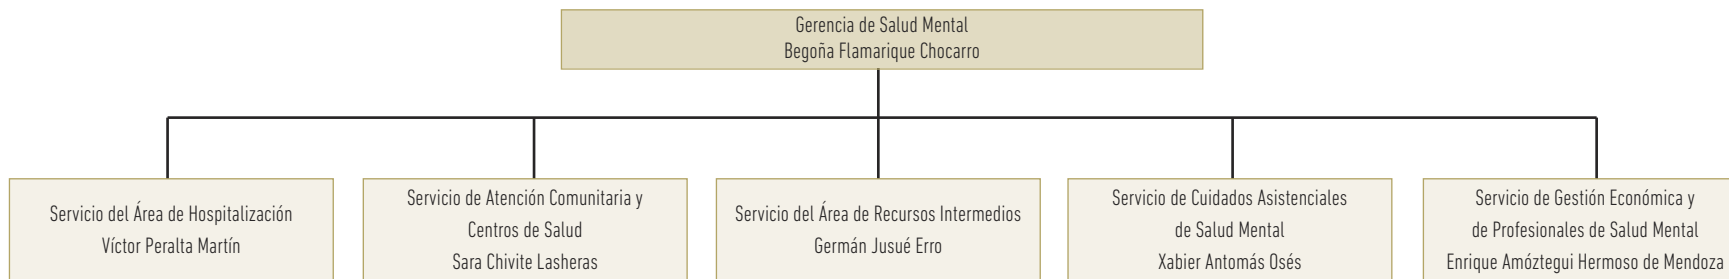 Gerencia de Salud Mental
Begoña Flamarique Chocarro
Servicio del Área de Hospitalización
Víctor Peralta Martín
Servicio de Atención Comunitaria y
Centros de Salud
Sara Chivite Lasheras
Servicio del Área de Recursos Intermedios
Germán Jusué Erro
Servicio de Cuidados Asistenciales
de Salud Mental
Xabier Antomás Osés
Servicio de Gestión Económica y
de Profesionales de Salud Mental
Enrique Amóztegui Hermoso de Mendoza